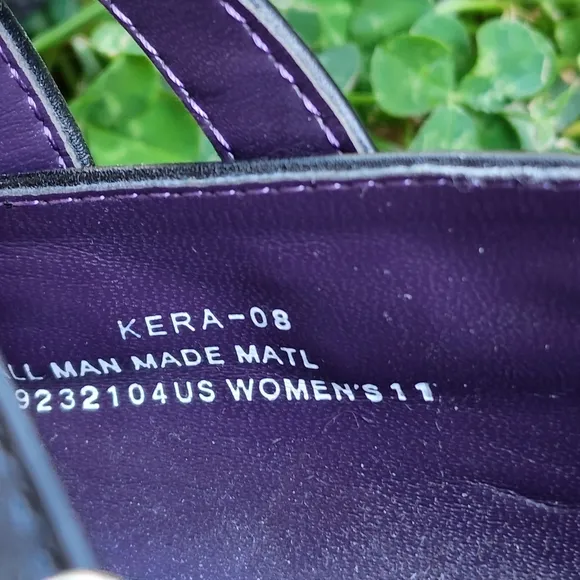 KERA-08
LL MAN MADE MATL
9232104US WOMEN'S 11